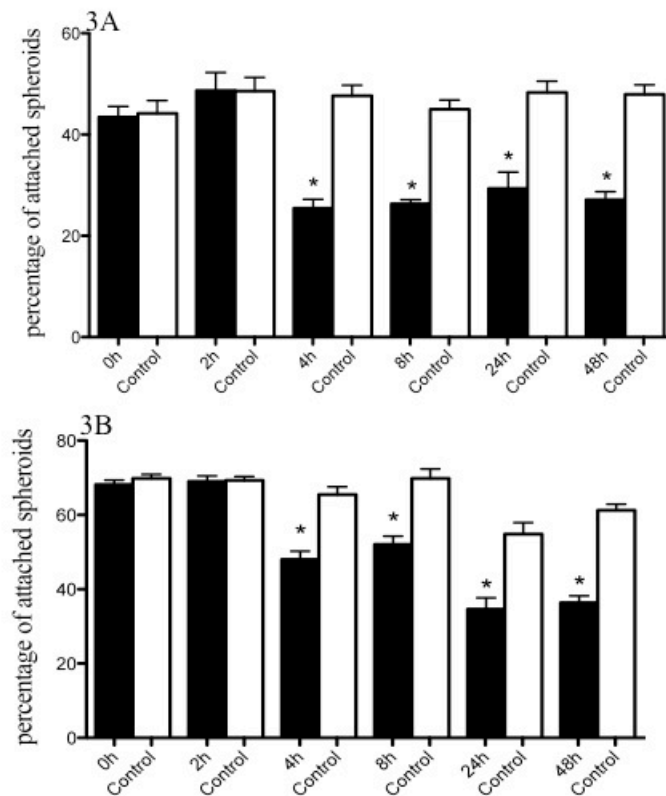 3A
percentage of attached spheroids
60
40
20
0
* * * *
0h Control 2h Control 4h Control 8h Control 24h Control 48h Control
3B
percentage of attached spheroids
80
60
40
20
0
* * * *
0h Control 2h Control 4h Control 8h Control 24h Control 48h Control